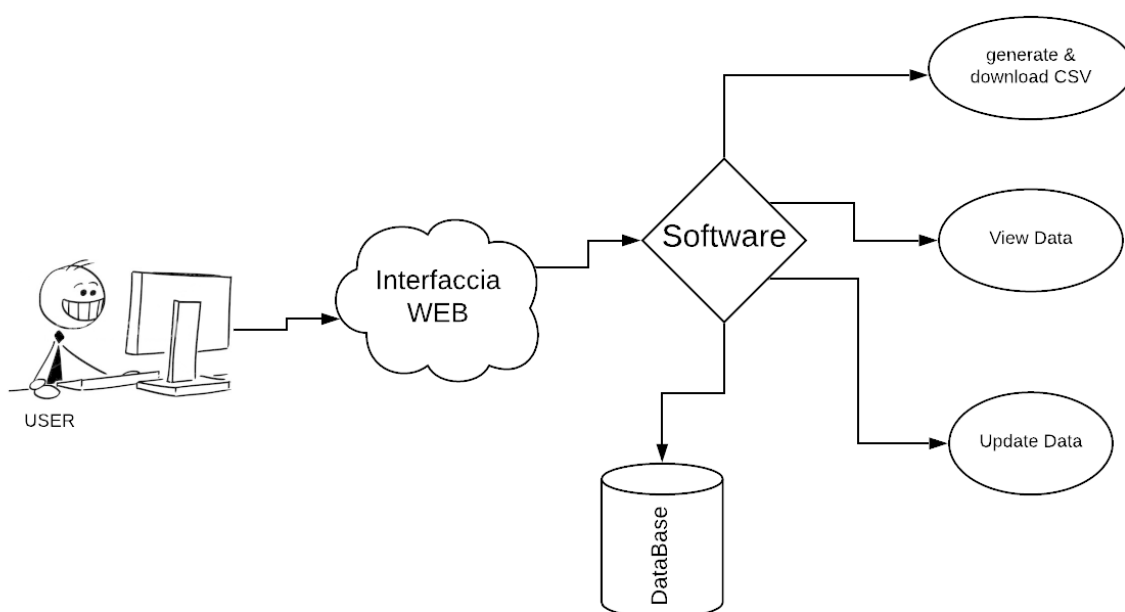 generate &
download CSV
Software
View Data
Interfaccia
WEB
USER
Update Data
DataBase